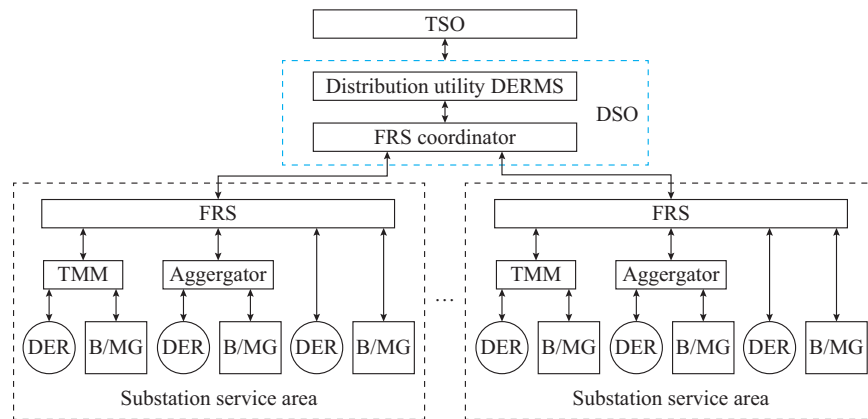 TSO
Distribution utility DERMS
DSO
FRS coordinator
FRS
FRS
TMM
Aggergator
TMM
Aggergator
...
DER
B/MG
DER
B/MG
DER
B/MG
DER
B/MG
DER
B/MG
DER
B/MG
Substation service area
Substation service area